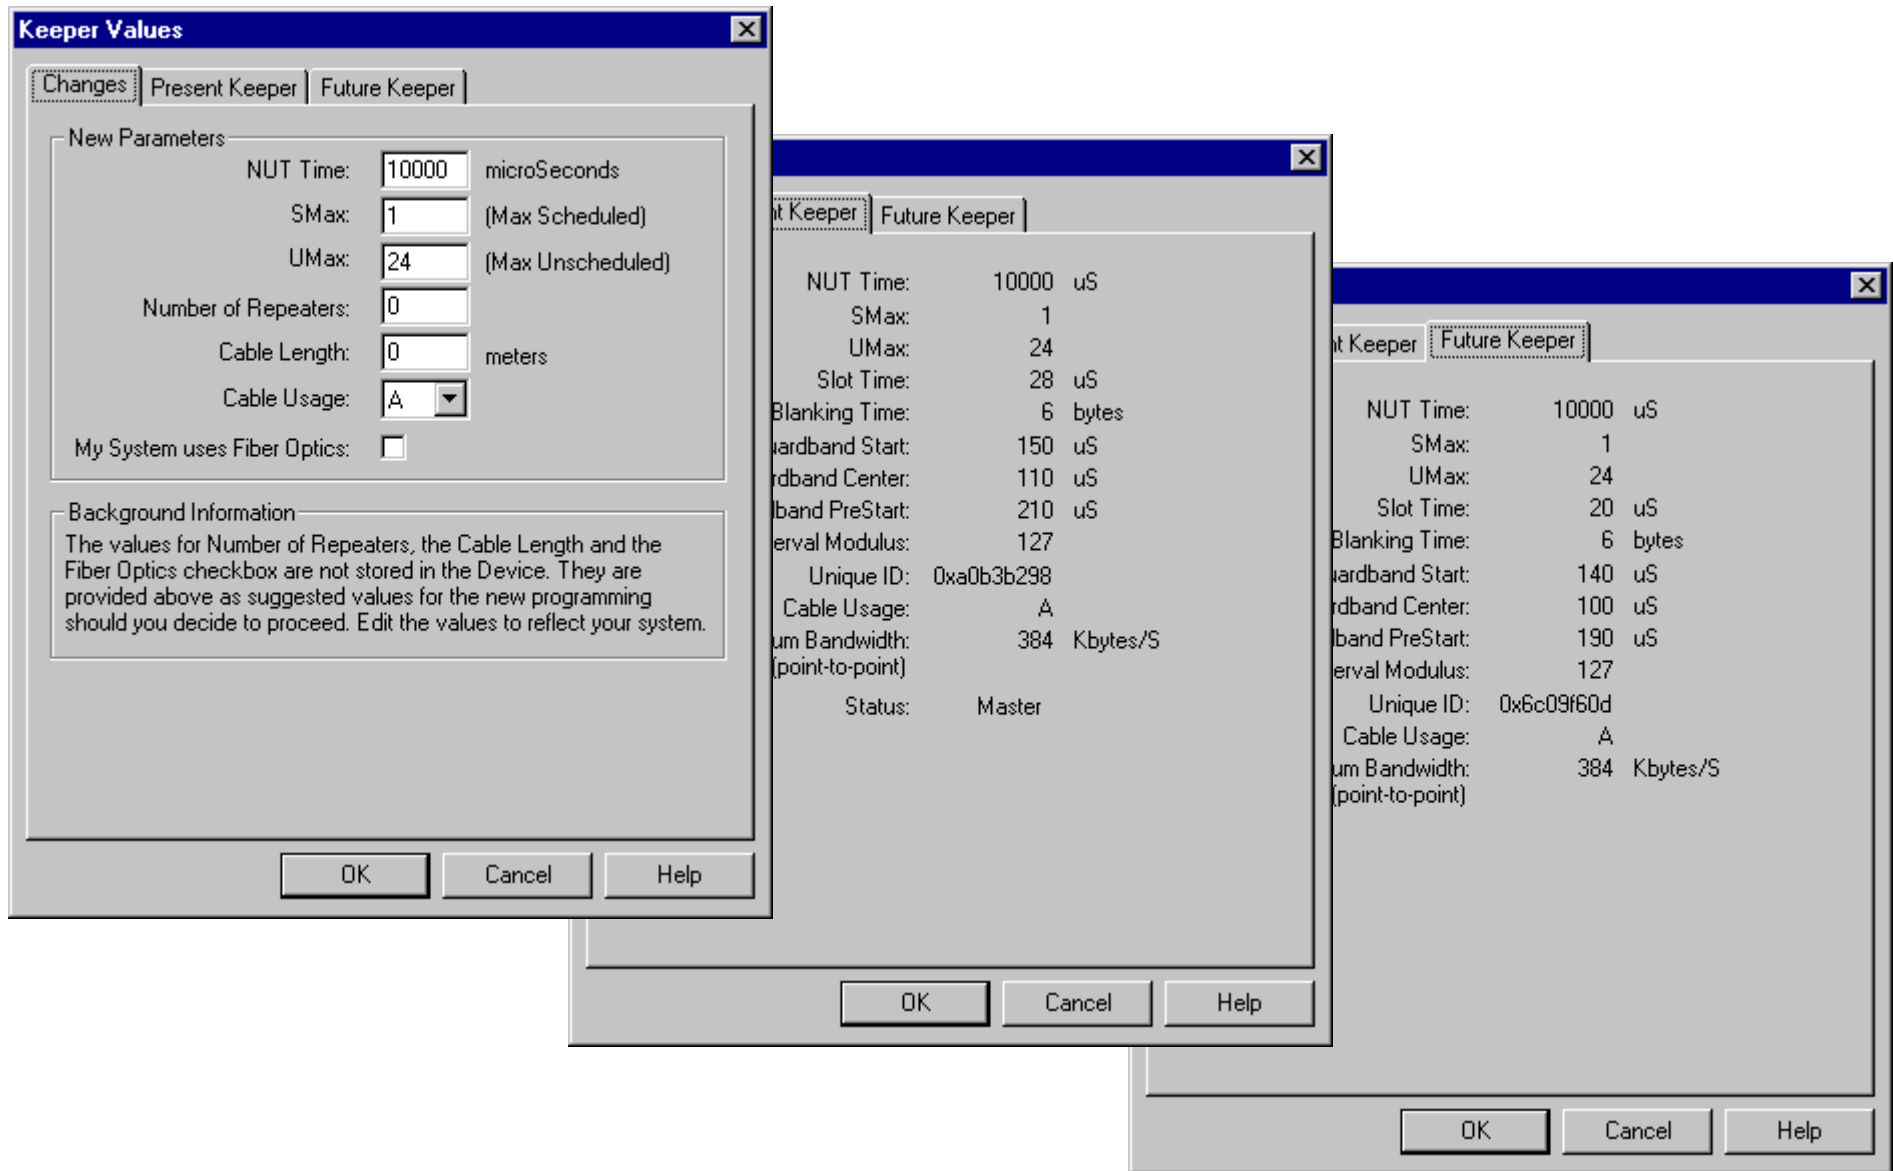 Keeper Values
Changes Present Keeper Future Keeper
New Parameters
NUT Time: 10000 microSeconds
SMax: 1 (Max Scheduled)
UMax: 24 (Max Unscheduled)
Number of Repeaters: 0
Cable Length: 0 meters
Cable Usage: A
My System uses Fiber Optics:
Background Information
The values for Number of Repeaters, the Cable Length and the
Fiber Optics checkbox are not stored in the Device. They are
provided above as suggested values for the new programming
should you decide to proceed. Edit the values to reflect your system.
OK Cancel Help
Keeper Future Keeper
NUT Time: 10000 uS
SMax: 1
UMax: 24
Slot Time: 28 uS
Blanking Time: 6 bytes
ardband Start: 150 uS
rdband Center: 110 uS
band PreStart: 210 uS
erval Modulus: 127
Unique ID: 0xa0b3b298
Cable Usage: A
um Bandwidth: 384 Kbytes/S
(point-to-point)
Status: Master
OK Cancel Help
nt Keeper Future Keeper
NUT Time: 10000 uS
SMax: 1
UMax: 24
Slot Time: 20 uS
Blanking Time: 6 bytes
ardband Start: 140 uS
rdband Center: 100 uS
band PreStart: 190 uS
erval Modulus: 127
Unique ID: 0x6c09f60d
Cable Usage: A
um Bandwidth: 384 Kbytes/S
(point-to-point)
OK Cancel Help